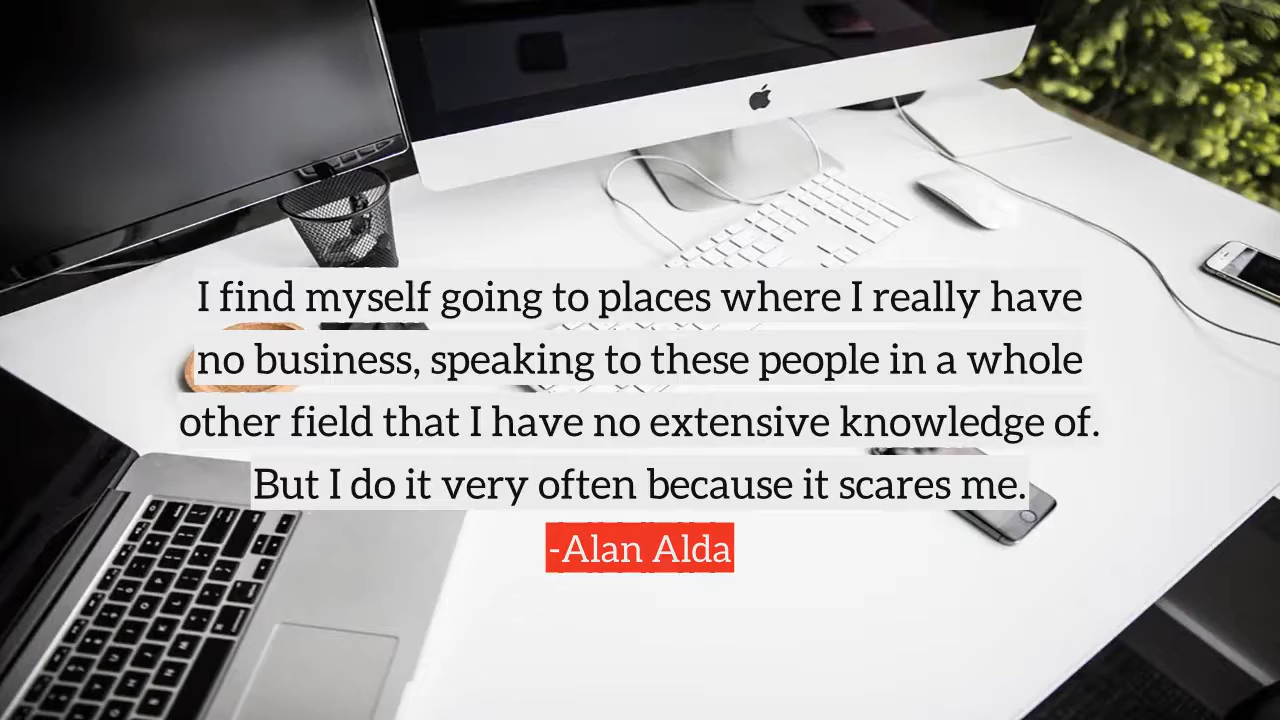 I find myself going to places where I really have
no business, speaking to these people in a whole
other field that I have no extensive knowledge of.
But I do it very often because it scares me.
-Alan Alda